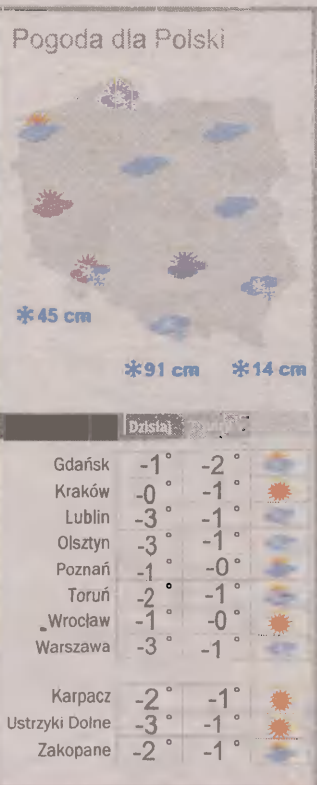 Pogoda dla Polski
45 cm
91 cm 14 cm
Dzisiaj
Gdańsk -1° -2°
Kraków -0 ° -1 °
Lublin -3 ° -1 °
Olsztyn -3 ° -1 °
Poznań -1 ° -0 °
Toruń -2 ° -1 °
Wrocław -1 ° -0 °
Warszawa -3 ° -1 °
Karpacz -2 ° -1°
Ustrzyki Dolne -3 ° -1 °
Zakopane -2 ° -1 °